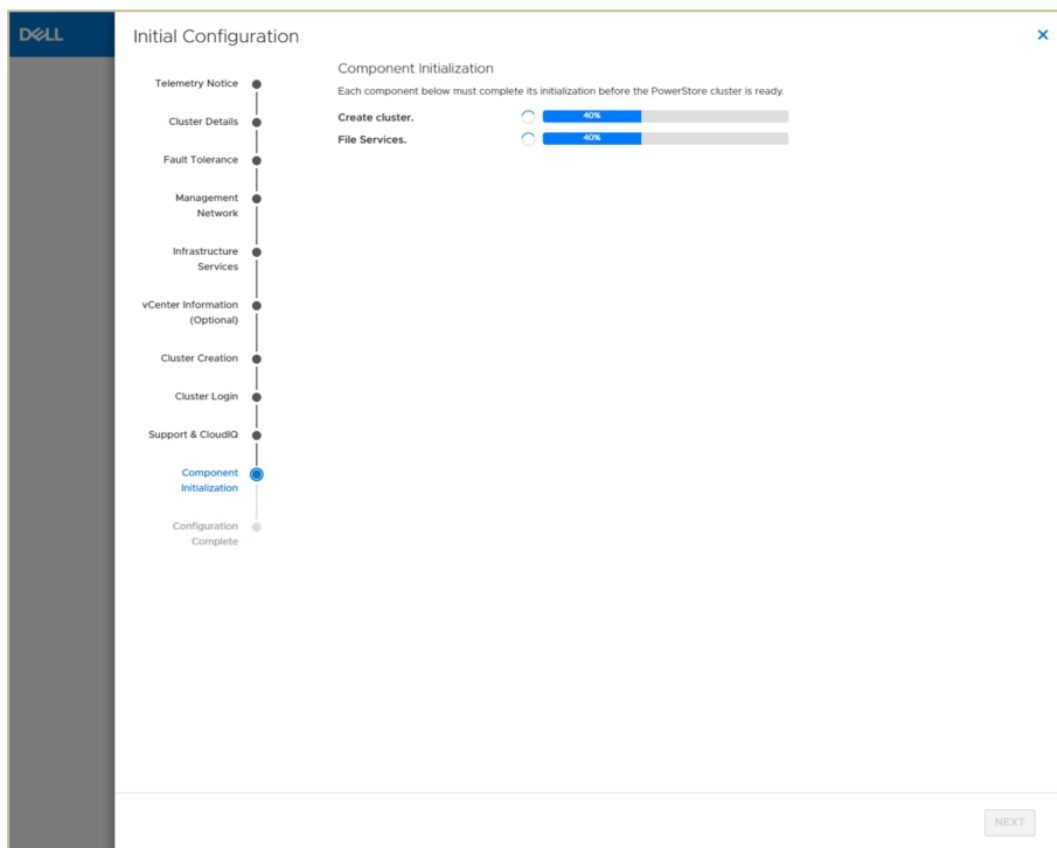 DELL
Initial Configuration
Telemetry Notice
Cluster Details
Fault Tolerance
Management
Network
Infrastructure
Services
vCenter Information
(Optional)
Cluster Creation
Cluster Login
Support & CloudIQ
Component
Initialization
Configuration
Complete
Component Initialization
Each component below must complete its initialization before the PowerStore cluster is ready.
Create cluster. 40%
File Services. 40%
NEXT